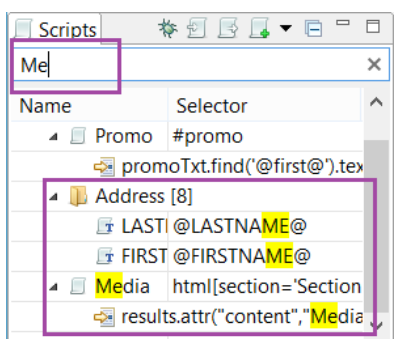 Scripts
Me
Name Selector
Promo #promo
promoTxt.find('@first@').tex
Address [8]
LASTI @LASTNAME@
FIRST @FIRSTNAME@
Media html[section='Section
results.attr("content","Media